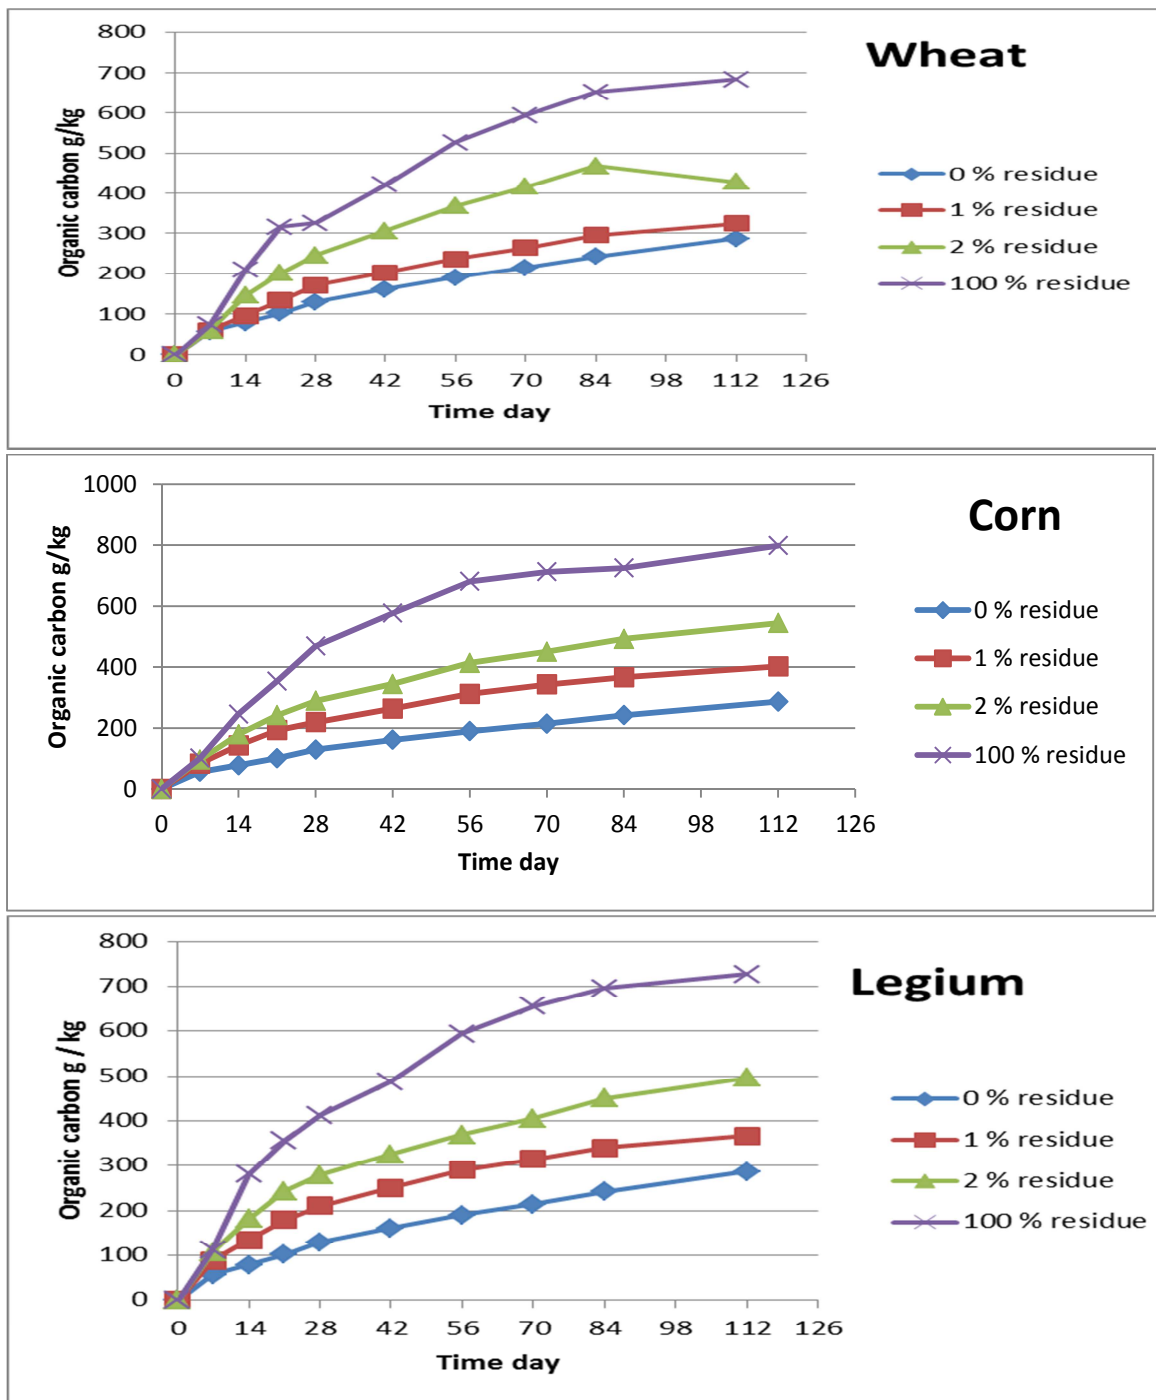 Wheat
Organic carbon g/kg
800
700
600
500
400
300
200
100
0
0 14 28 42 56 70 84 98 112 126
Time day
0 % residue
1 % residue
2 % residue
100 % residue
Corn
Organic carbon g/kg
1000
800
600
400
200
0
0 14 28 42 56 70 84 98 112 126
Time day
0 % residue
1 % residue
2 % residue
100 % residue
Legium
Organic carbon g / kg
800
700
600
500
400
300
200
100
0
0 14 28 42 56 70 84 98 112 126
Time day
0 % residue
1 % residue
2 % residue
100 % residue